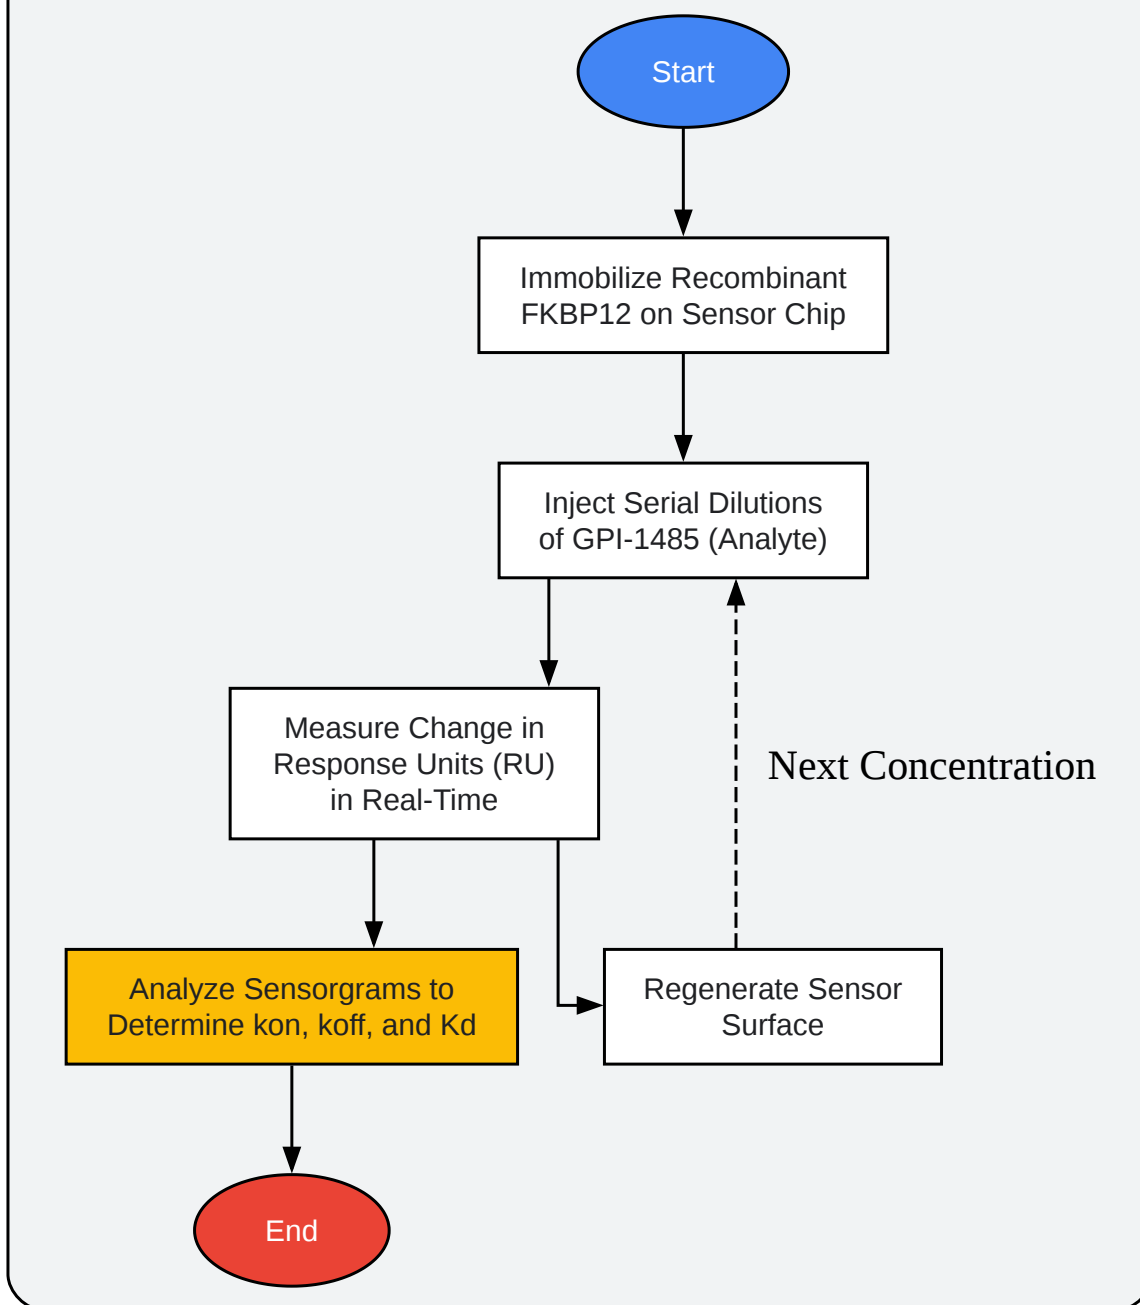 Start
Immobilize Recombinant
FKBP12 on Sensor Chip
Inject Serial Dilutions
of GPI-1485 (Analyte)
Measure Change in
Response Units (RU)
in Real-Time
Next Concentration
Analyze Sensorgrams to
Determine kon, koff, and Kd
Regenerate Sensor
Surface
End